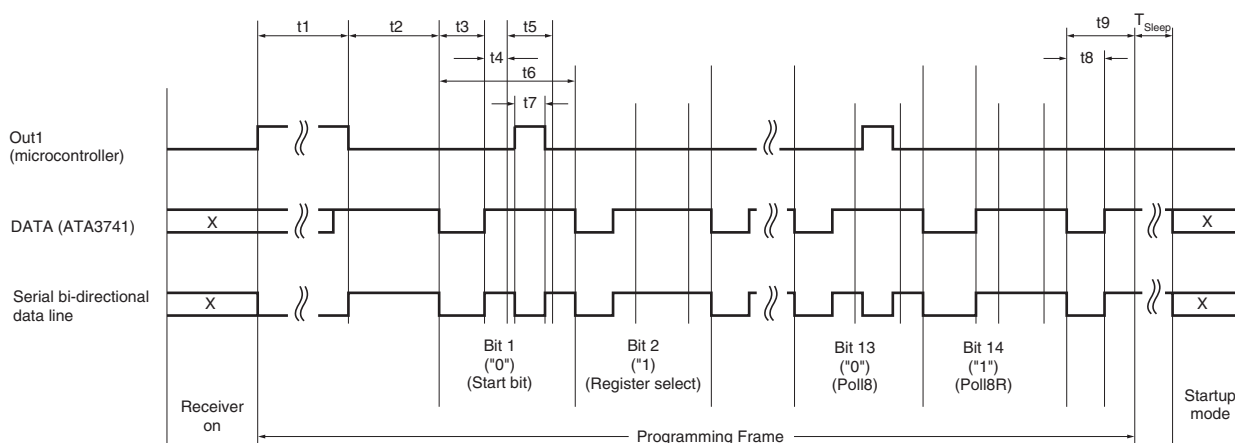 t1
t2
t3
t5
t9
T Sleep
t4
t8
t6
t7
Out1
(microcontroller)
DATA (ATA3741)
X
X
Serial bi-directional
data line
X
X
Bit 1
("0")
(Start bit)
Bit 2
("1)
(Register select)
Bit 13
("0")
(Poll8)
Bit 14
("1")
(Poll8R)
Receiver
on
Startup
mode
Programming Frame